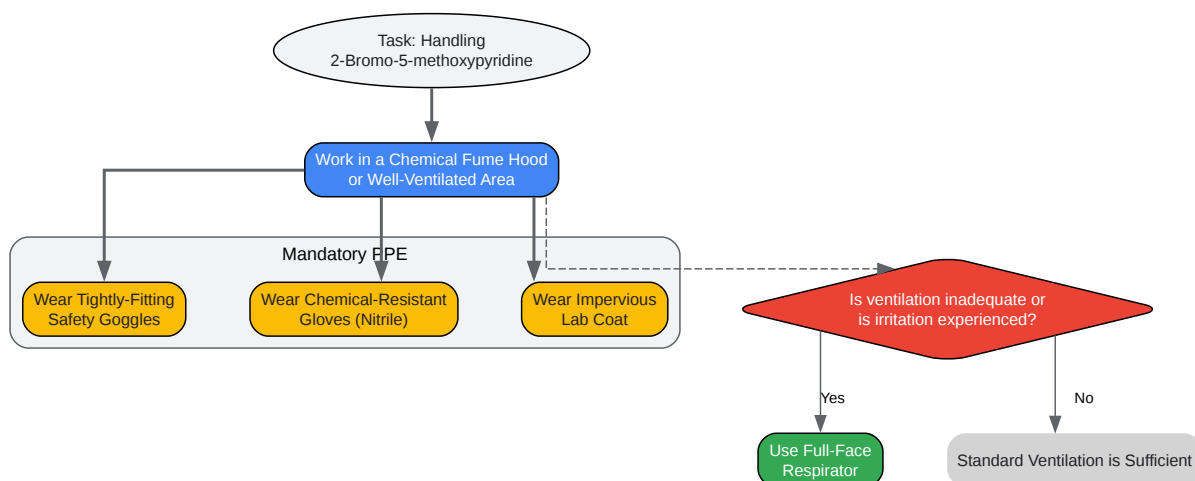 Task: Handling
2-Bromo-5-methoxypyridine
Work in a Chemical Fume Hood
or Well-Ventilated Area
Mandatory PPE
Wear Tightly-Fitting
Safety Goggles
Wear Chemical-Resistant
Gloves (Nitrile)
Wear Impervious
Lab Coat
Is ventilation inadequate or
is irritation experienced?
Yes
No
Use Full-Face
Respirator
Standard Ventilation is Sufficient